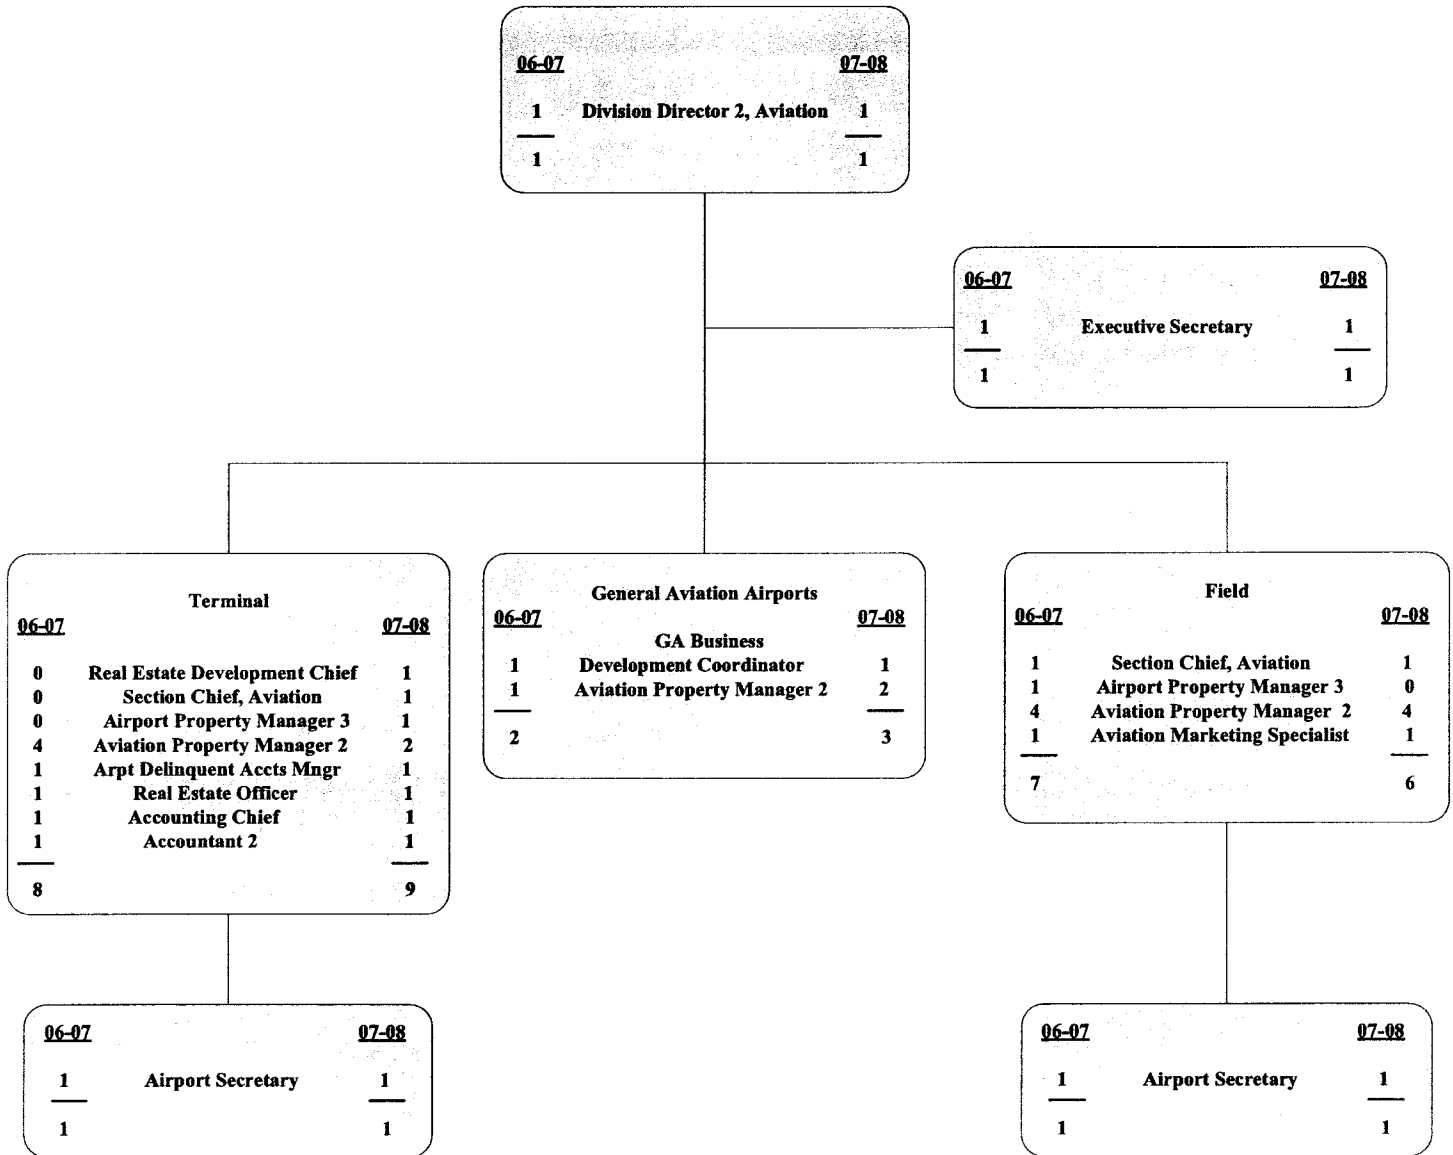 06-07 07-08
1 Division Director 2, Aviation 1
1 1
06-07 07-08
1 Executive Secretary 1
1 1
Terminal
06-07 07-08
0 Real Estate Development Chief 1
0 Section Chief, Aviation 1
0 Airport Property Manager 3 1
4 Aviation Property Manager 2 2
1 Arpt Delinquent Accts Mngr 1
1 Real Estate Officer 1
1 Accounting Chief 1
1 Accountant 2 1
8 9
General Aviation Airports
06-07 07-08
GA Business
1 Development Coordinator 1
1 Aviation Property Manager 2 2
2 3
Field
06-07 07-08
1 Section Chief, Aviation 1
1 Airport Property Manager 3 0
4 Aviation Property Manager 2 4
1 Aviation Marketing Specialist 1
7 6
06-07 07-08
1 Airport Secretary 1
1 1
06-07 07-08
1 Airport Secretary 1
1 1